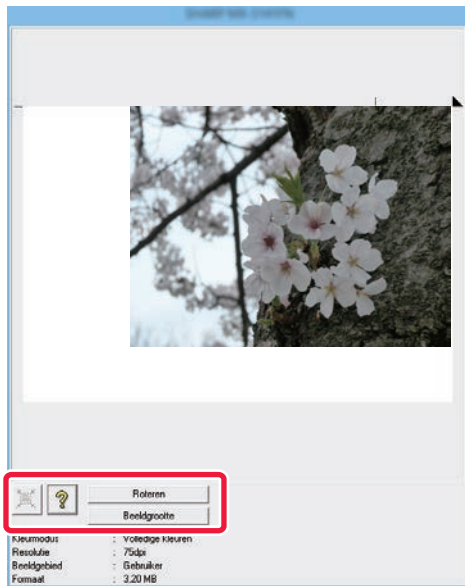 Roteren
Beeldgrootte
Kleurmodus : Volledige kleuren
Resolutie : 75dpi
Beeldgebied : Gebruiker
Formaat : 3.20 MB